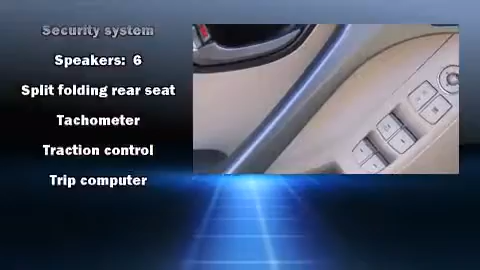 Security system
Speakers: 6
Split folding rear seat
Tachometer
Traction control
Trip computer